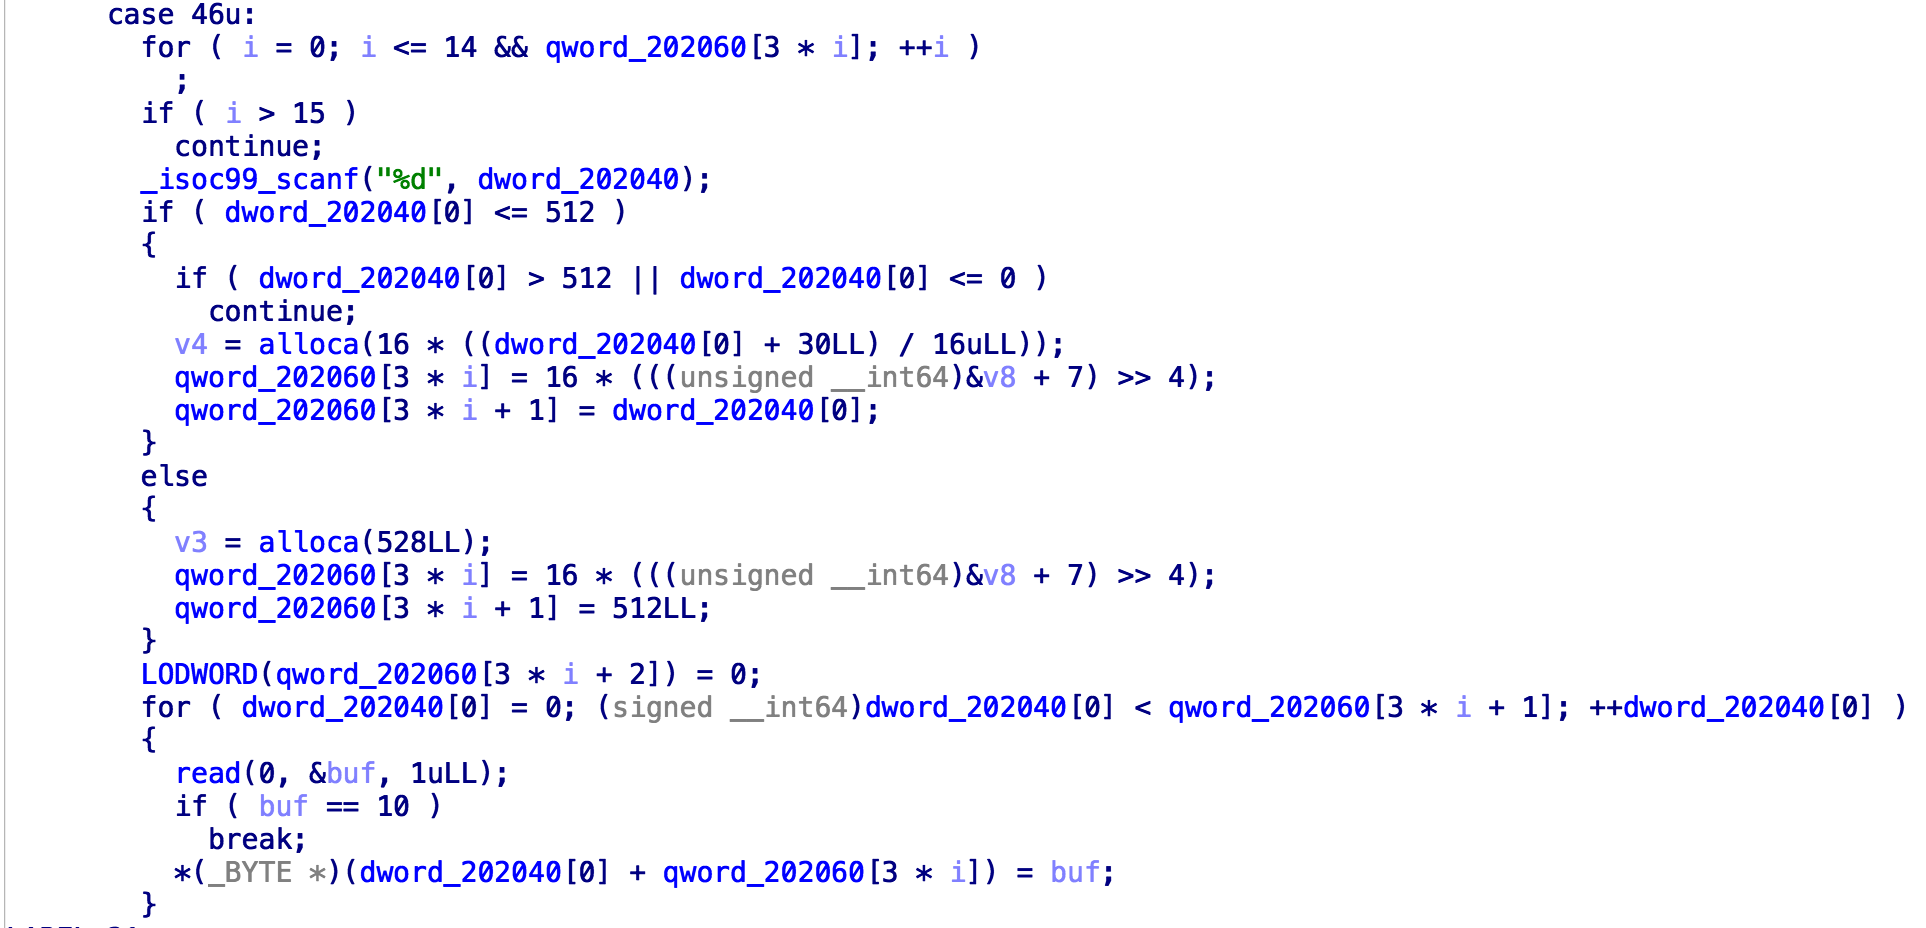 case 46u:
for ( i = 0; i <= 14 && qword_202060[3 * i]; ++i )
;
if ( i > 15 )
continue;
_isoc99_scanf("%d", dword_202040);
if ( dword_202040[0] <= 512 )
{
if ( dword_202040[0] > 512 || dword_202040[0] <= 0 )
continue;
v4 = alloca(16 * ((dword_202040[0] + 30LL) / 16uLL));
qword_202060[3 * i] = 16 * (((unsigned __int64)&v8 + 7) >> 4);
qword_202060[3 * i + 1] = dword_202040[0];
}
else
{
v3 = alloca(528LL);
qword_202060[3 * i] = 16 * (((unsigned __int64)&v8 + 7) >> 4);
qword_202060[3 * i + 1] = 512LL;
}
LODWORD(qword_202060[3 * i + 2]) = 0;
for ( dword_202040[0] = 0; (signed __int64)dword_202040[0] < qword_202060[3 * i + 1]; ++dword_202040[0] )
{
read(0, &buf, 1uLL);
if ( buf == 10 )
break;
*(_BYTE *)(dword_202040[0] + qword_202060[3 * i]) = buf;
}